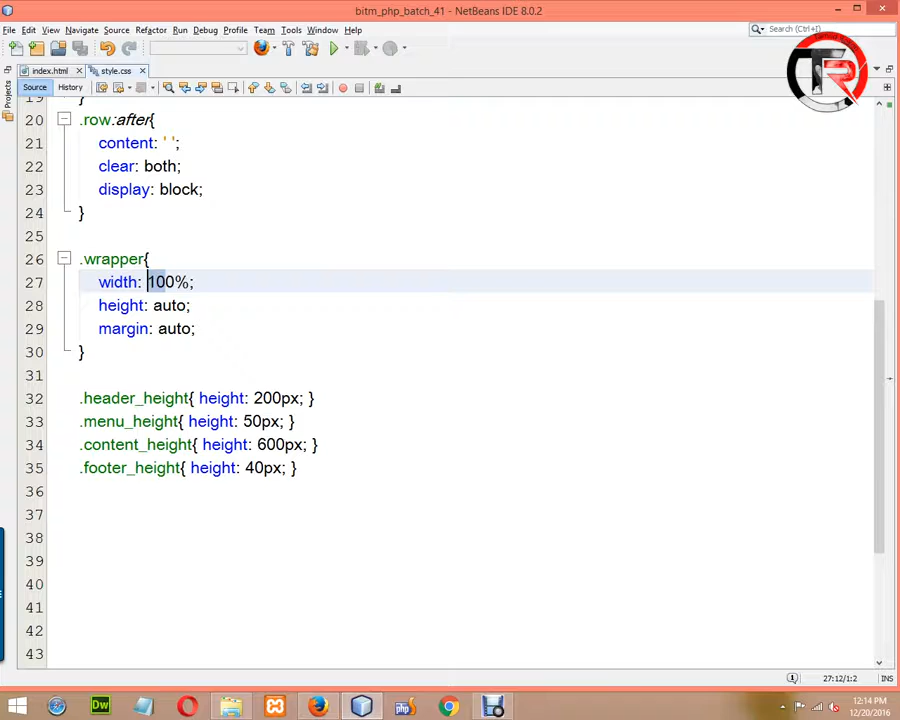 bitm_php_batch_41 - NetBeans IDE 8.0.2
File Edit View Navigate Source Refactor Run Debug Profile Team Tools Window Help
Search (Ctrl+I)
index.html
style.css
Source History
Projects
19 }
20 .row:after{
21 content: ' ';
22 clear: both;
23 display: block;
24 }
25
26 .wrapper{
27 width: 100%;
28 height: auto;
29 margin: auto;
30 }
31
32 .header_height{ height: 200px; }
33 .menu_height{ height: 50px; }
34 .content_height{ height: 600px; }
35 .footer_height{ height: 40px; }
36
37
38
39
40
41
42
43
27:12/1:2 INS
Dw
php
12:14 PM
12/20/2016